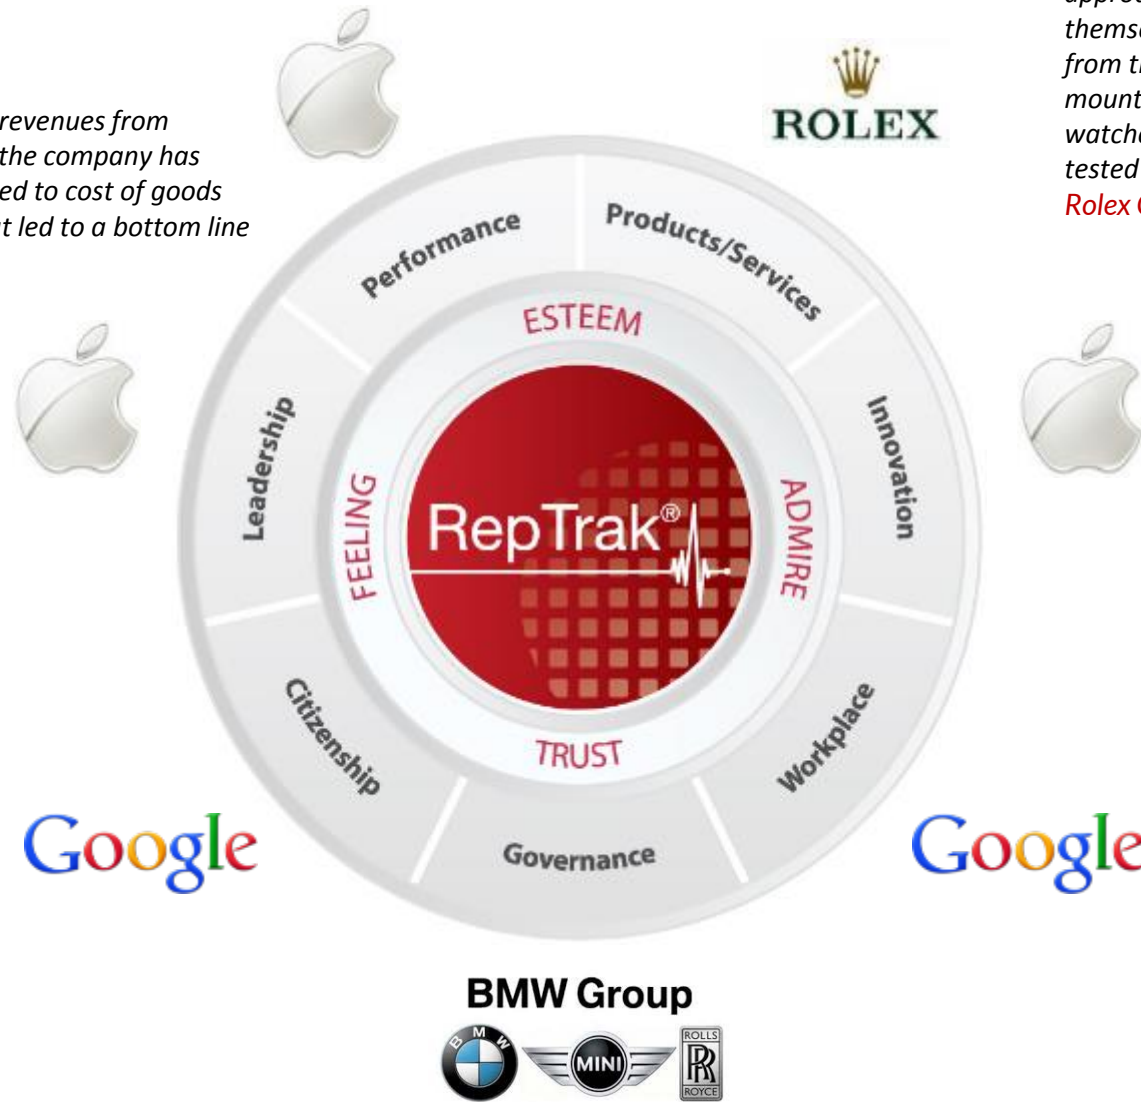 themse
from t
mount
watche
tested
Rolex
revenues from
the company has
ed to cost of goods
t led to a bottom line
ROLEX
Performance
Products/Services
Leadership
Innovation
Citizenship
Workplace
Governance
ESTEEM
FEELING
ADMIRE
TRUST
RepTrak®
Google
Google
BMW Group
BMW
MINI
ROLLS
RR
ROYCE